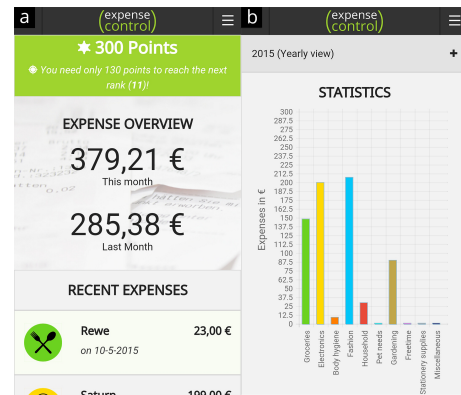 a
expense
control
300 Points
You need only 130 points to reach the next
rank (11)!
EXPENSE OVERVIEW
379,21 €
This month
285,38 €
Last Month
RECENT EXPENSES
Rewe
23,00 €
on 10-5-2015
Saturn
199,00 €
b
expense
control
2015 (Yearly view)
STATISTICS
Expenses in €
300
287.5
275
262.5
250
237.5
225
212.5
200
187.5
175
162.5
150
137.5
125
112.5
100
87.5
75
62.5
50
37.5
25
12.5
0
Groceries
Electronics
Body hygiene
Fashion
Household
Pet needs
Gardening
Freetime
Stationery supplies
Miscellaneous